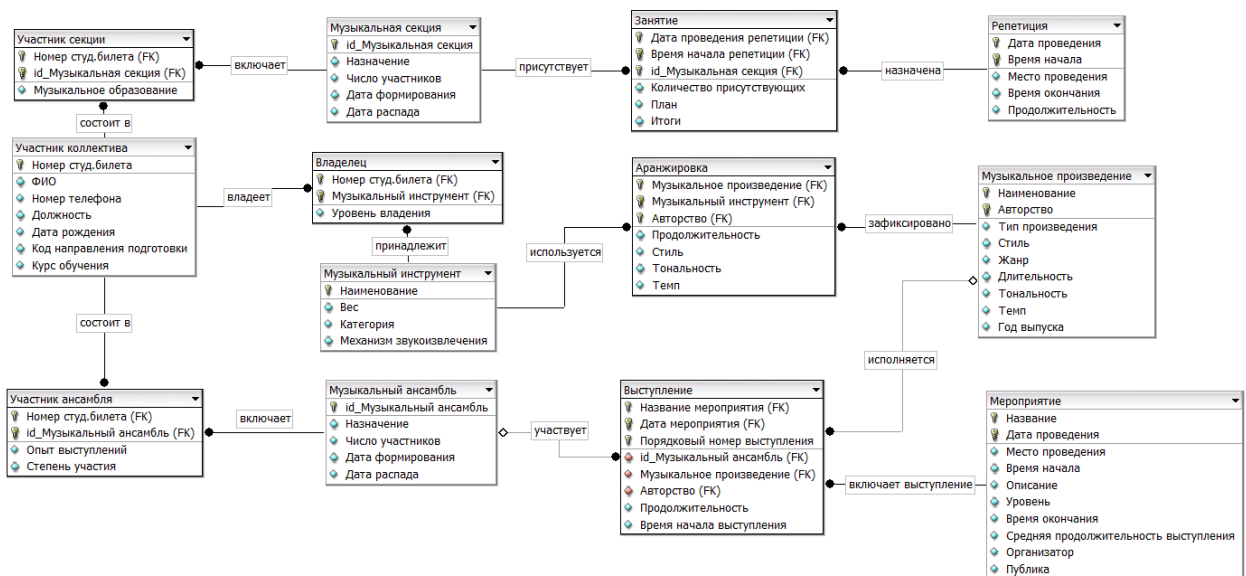 Участник секции
Номер студ.билета (FK)
id_Музыкальная секция (FK)
Музыкальное образование
включает
Музыкальная секция
id_Музыкальная секция
Назначение
Число участников
Дата формирования
Дата распада
присутствует
Занятие
Дата проведения репетиции (FK)
Время начала репетиции (FK)
id_Музыкальная секция (FK)
Количество присутствующих
План
Итоги
назначена
Репетиция
Дата проведения
Время начала
Место проведения
Время окончания
Продолжительность
состоит в
Участник коллектива
Номер студ.билета
ФИО
Номер телефона
Должность
Дата рождения
Код направления подготовки
Курс обучения
владеет
Владелец
Номер студ.билета (FK)
Музыкальный инструмент (FK)
Уровень владения
принадлежит
Музыкальный инструмент
Наименование
Вес
Категория
Механизм звукоизвлечения
используется
Аранжировка
Музыкальное произведение (FK)
Музыкальный инструмент (FK)
Авторство (FK)
Продолжительность
Стиль
Тональность
Темп
зафиксировано
Музыкальное произведение
Наименование
Авторство
Тип произведения
Стиль
Жанр
Длительность
Тональность
Темп
Год выпуска
состоит в
исполняется
Участник ансамбля
Номер студ.билета (FK)
id_Музыкальный ансамбль (FK)
Опыт выступлений
Степень участия
включает
Музыкальный ансамбль
id_Музыкальный ансамбль
Назначение
Число участников
Дата формирования
Дата распада
участвует
Выступление
Название мероприятия (FK)
Дата мероприятия (FK)
Порядковый номер выступления
id_Музыкальный ансамбль (FK)
Музыкальное произведение (FK)
Авторство (FK)
Продолжительность
Время начала выступления
включает выступление
Мероприятие
Название
Дата проведения
Место проведения
Время начала
Описание
Уровень
Время окончания
Средняя продолжительность выступления
Организатор
Публика